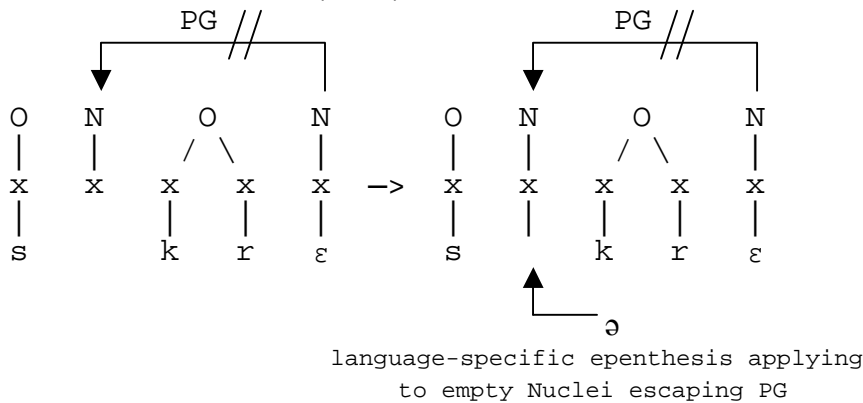 PG PG
O N O N O N O N
x x x x x —> x x x x x
s k r ɛ s k r ɛ
ə
language-specific epenthesis applying
to empty Nuclei escaping PG